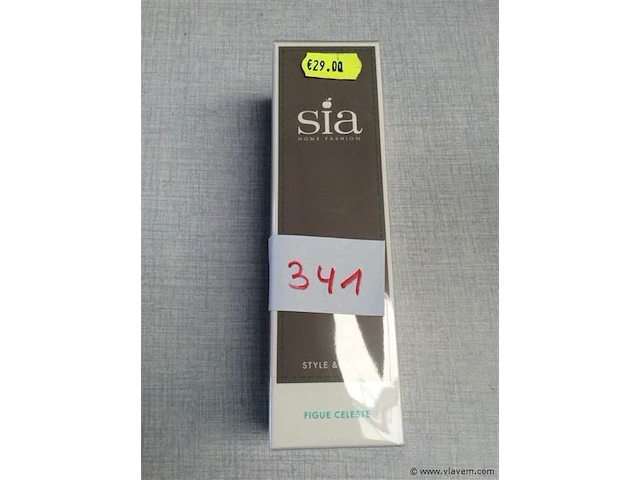 €29.00
sia
HOME FASHION
341
STYLE &
FIGUE CELESTE
© www.vlavem.com